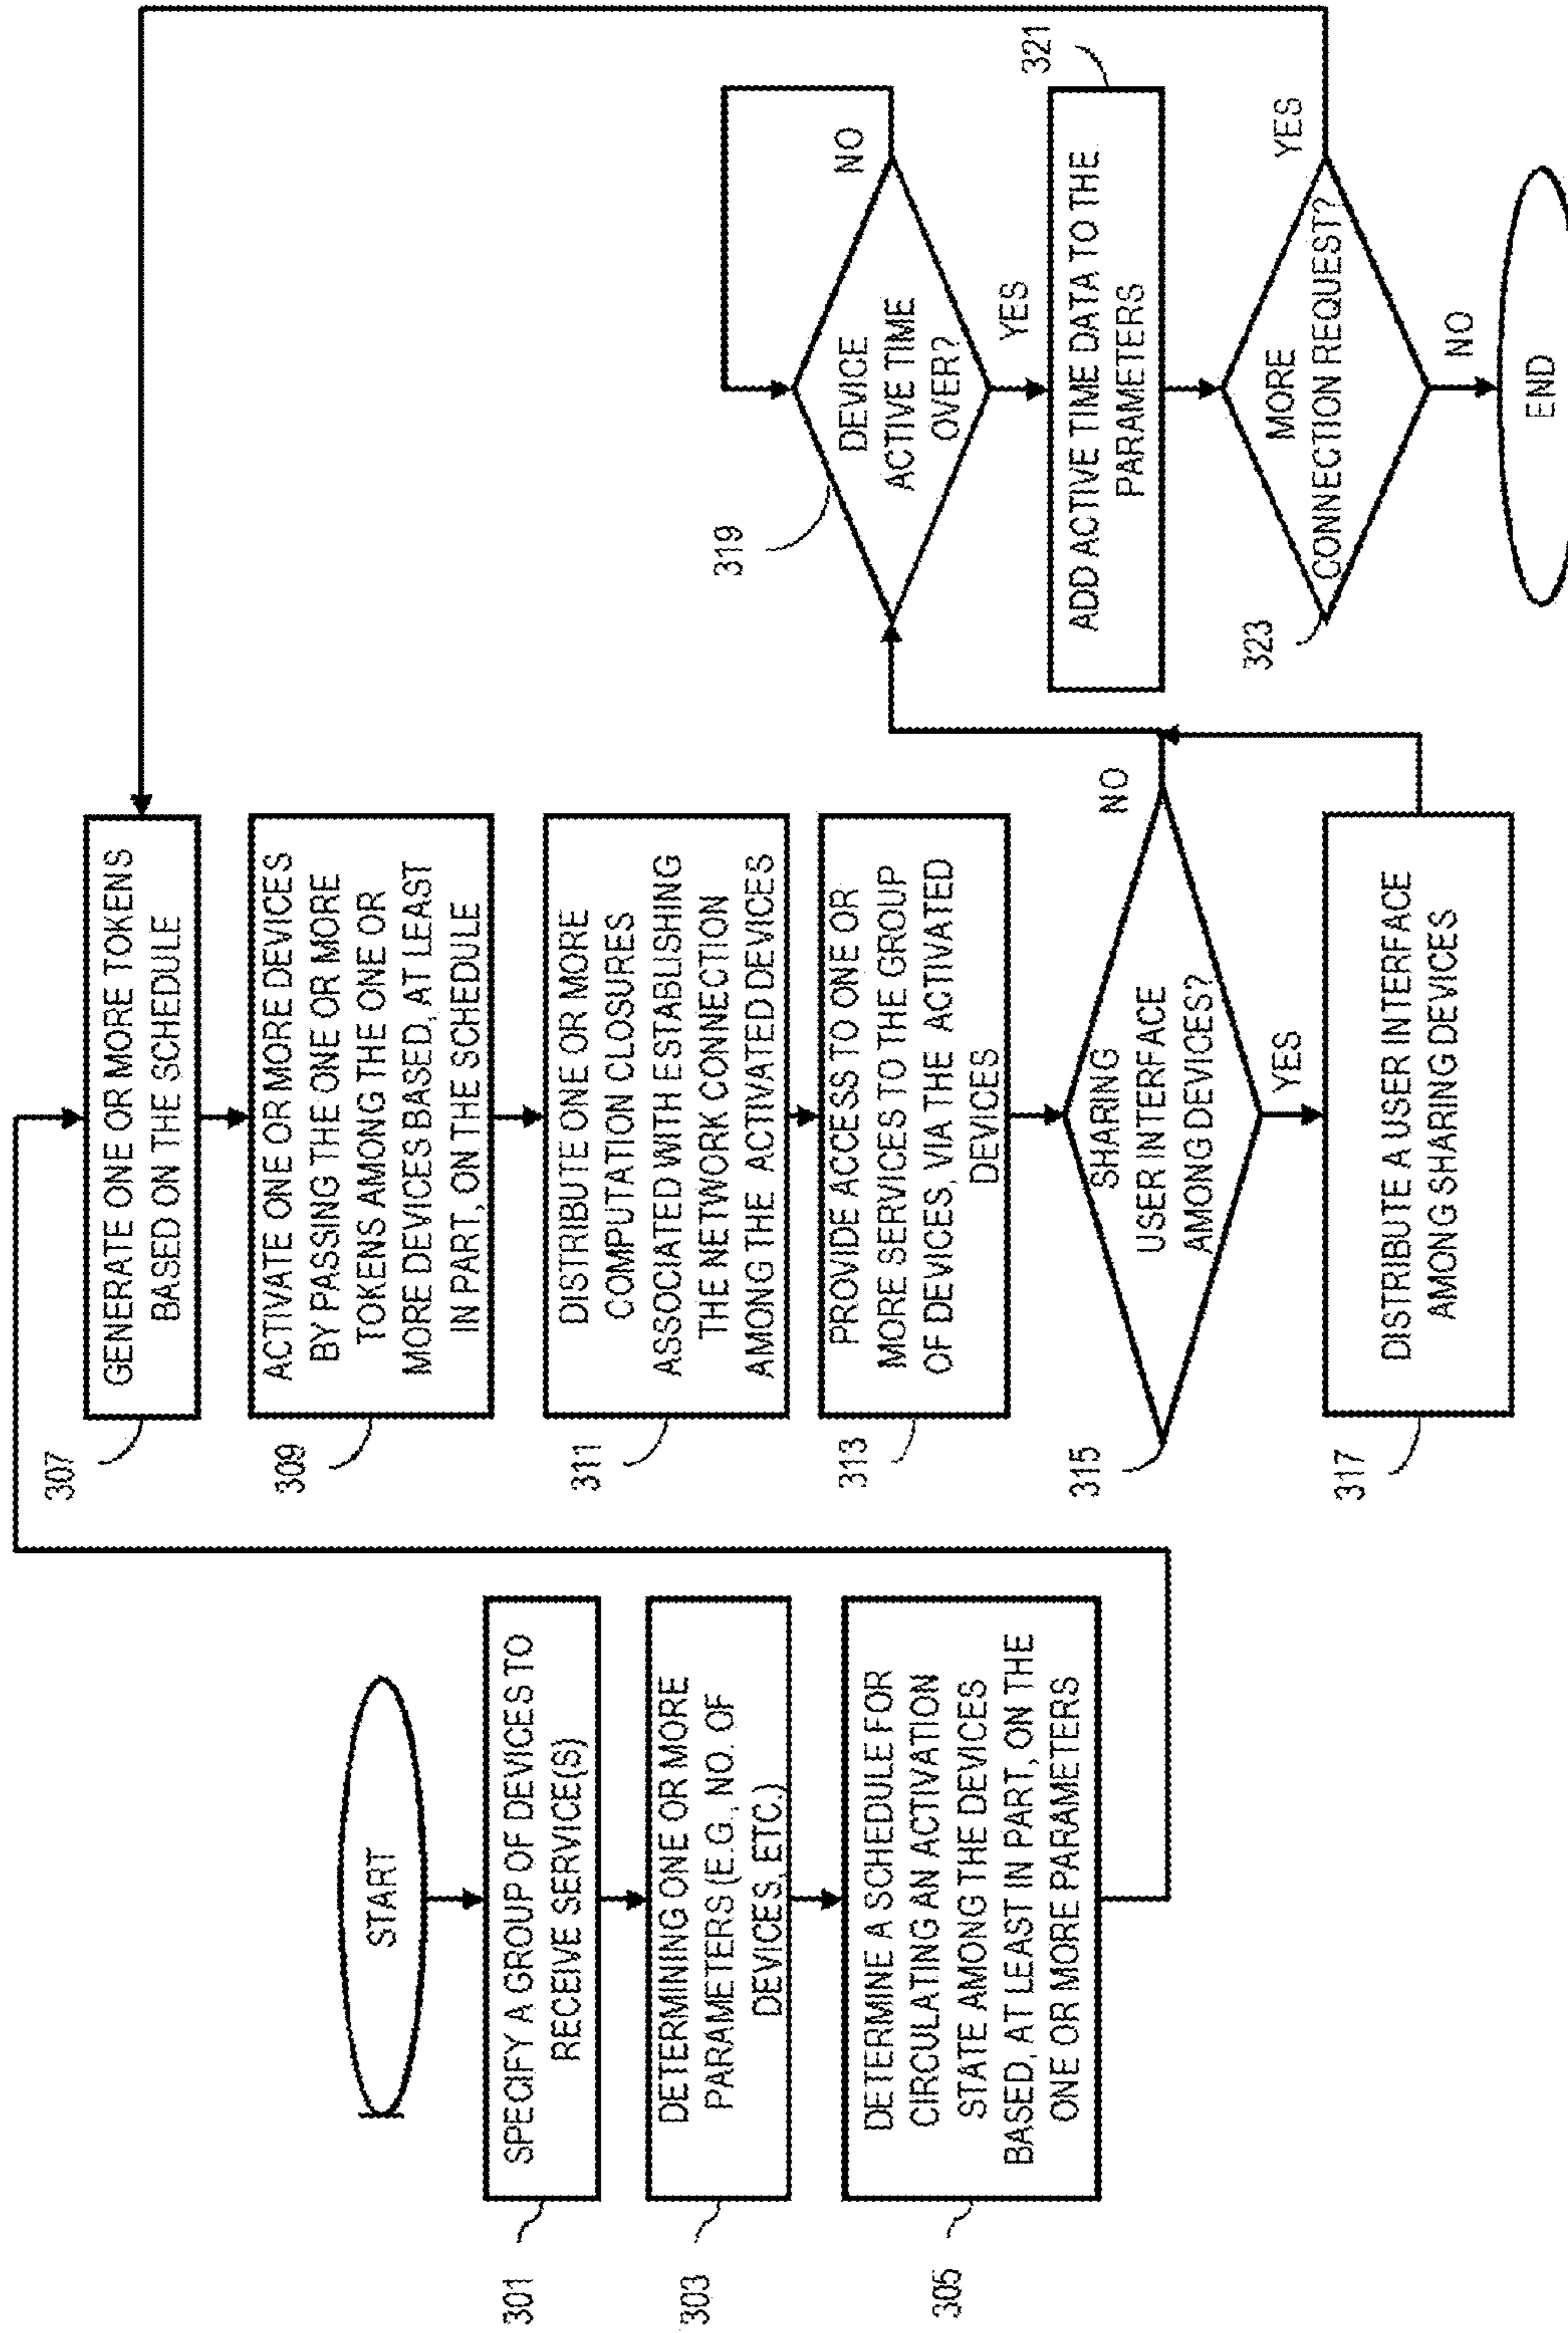 START
301
SPECIFY A GROUP OF DEVICES TO
RECEIVE SERVICE(S)
303
DETERMINING ONE OR MORE
PARAMETERS (E.G., NO. OF
DEVICES, ETC.)
305
DETERMINE A SCHEDULE FOR
CIRCULATING AN ACTIVATION
STATE AMONG THE DEVICES
BASED, AT LEAST IN PART, ON THE
ONE OR MORE PARAMETERS
307
GENERATE ONE OR MORE TOKENS
BASED ON THE SCHEDULE
309
ACTIVATE ONE OR MORE DEVICES
BY PASSING THE ONE OR MORE
TOKENS AMONG THE ONE OR
MORE DEVICES BASED, AT LEAST
IN PART, ON THE SCHEDULE
311
DISTRIBUTE ONE OR MORE
COMPUTATION CLOSURES
ASSOCIATED WITH ESTABLISHING
THE NETWORK CONNECTION
AMONG THE ACTIVATED DEVICES
313
PROVIDE ACCESS TO ONE OR
MORE SERVICES TO THE GROUP
OF DEVICES, VIA THE ACTIVATED
DEVICES
315
SHARING
USER INTERFACE
AMONG DEVICES?
NO
YES
317
DISTRIBUTE A USER INTERFACE
AMONG SHARING DEVICES
319
DEVICE
ACTIVE TIME
OVER?
NO
YES
321
ADD ACTIVE TIME DATA TO THE
PARAMETERS
323
MORE
CONNECTION REQUEST?
YES
NO
END